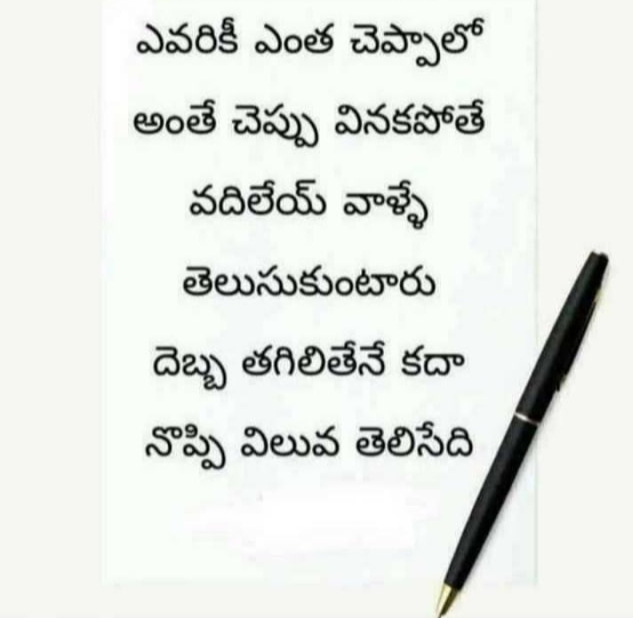 ఎవరికీ ఎంత చెప్పాలో
అంతే చెప్పు వినకపోతే
వదిలేయ్ వాళ్ళే
తెలుసుకుంటారు
దెబ్బ తగిలితేనే కదా
నొప్పి విలువ తెలిసేది